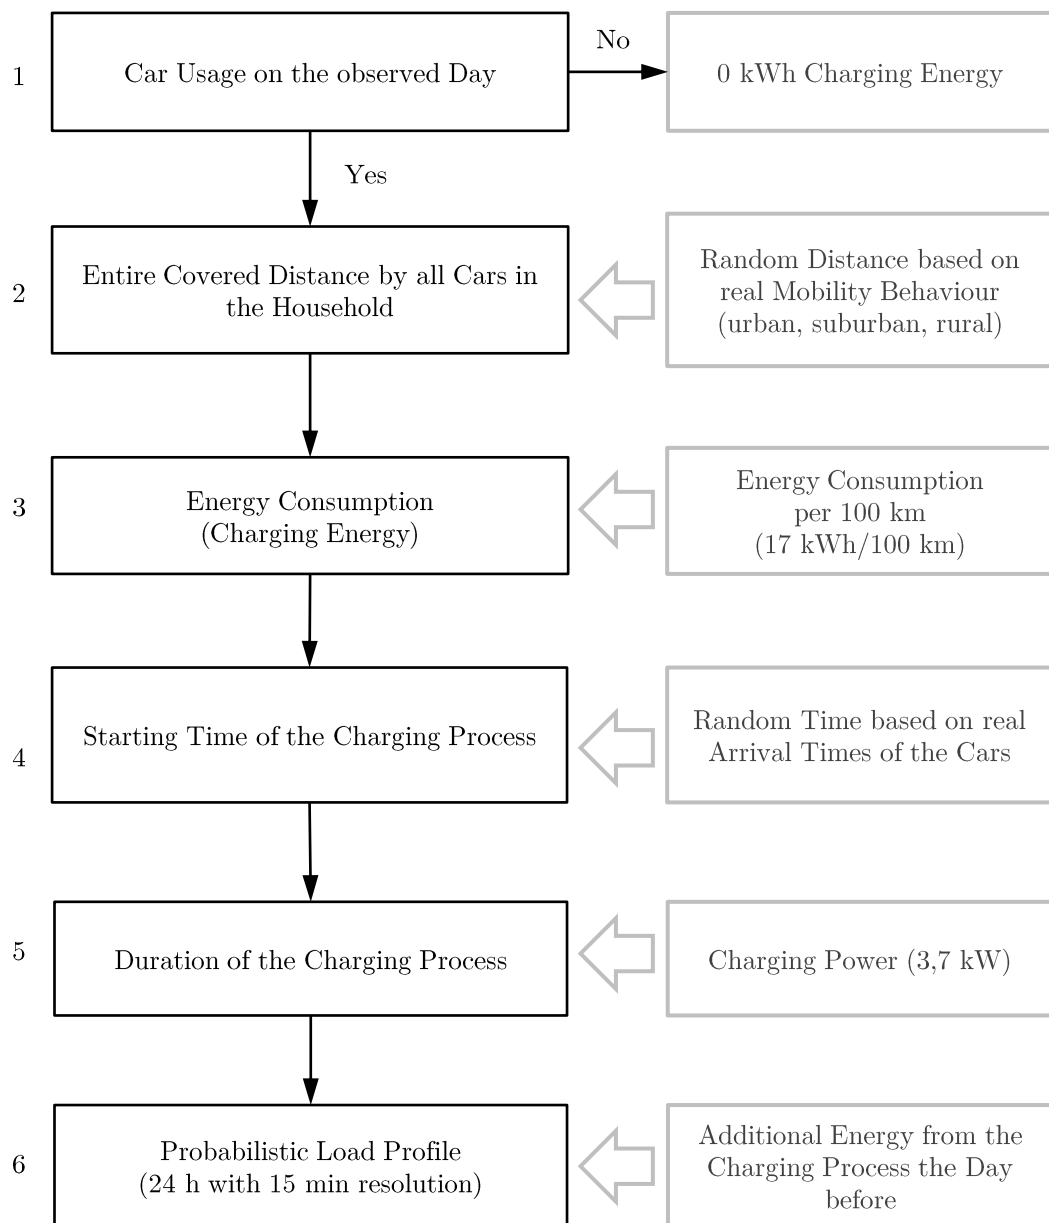 1
Car Usage on the observed Day
No
0 kWh Charging Energy
Yes
2
Entire Covered Distance by all Cars in
the Household
Random Distance based on
real Mobility Behaviour
(urban, suburban, rural)
3
Energy Consumption
(Charging Energy)
Energy Consumption
per 100 km
(17 kWh/100 km)
4
Starting Time of the Charging Process
Random Time based on real
Arrival Times of the Cars
5
Duration of the Charging Process
Charging Power (3,7 kW)
6
Probabilistic Load Profile
(24 h with 15 min resolution)
Additional Energy from the
Charging Process the Day
before